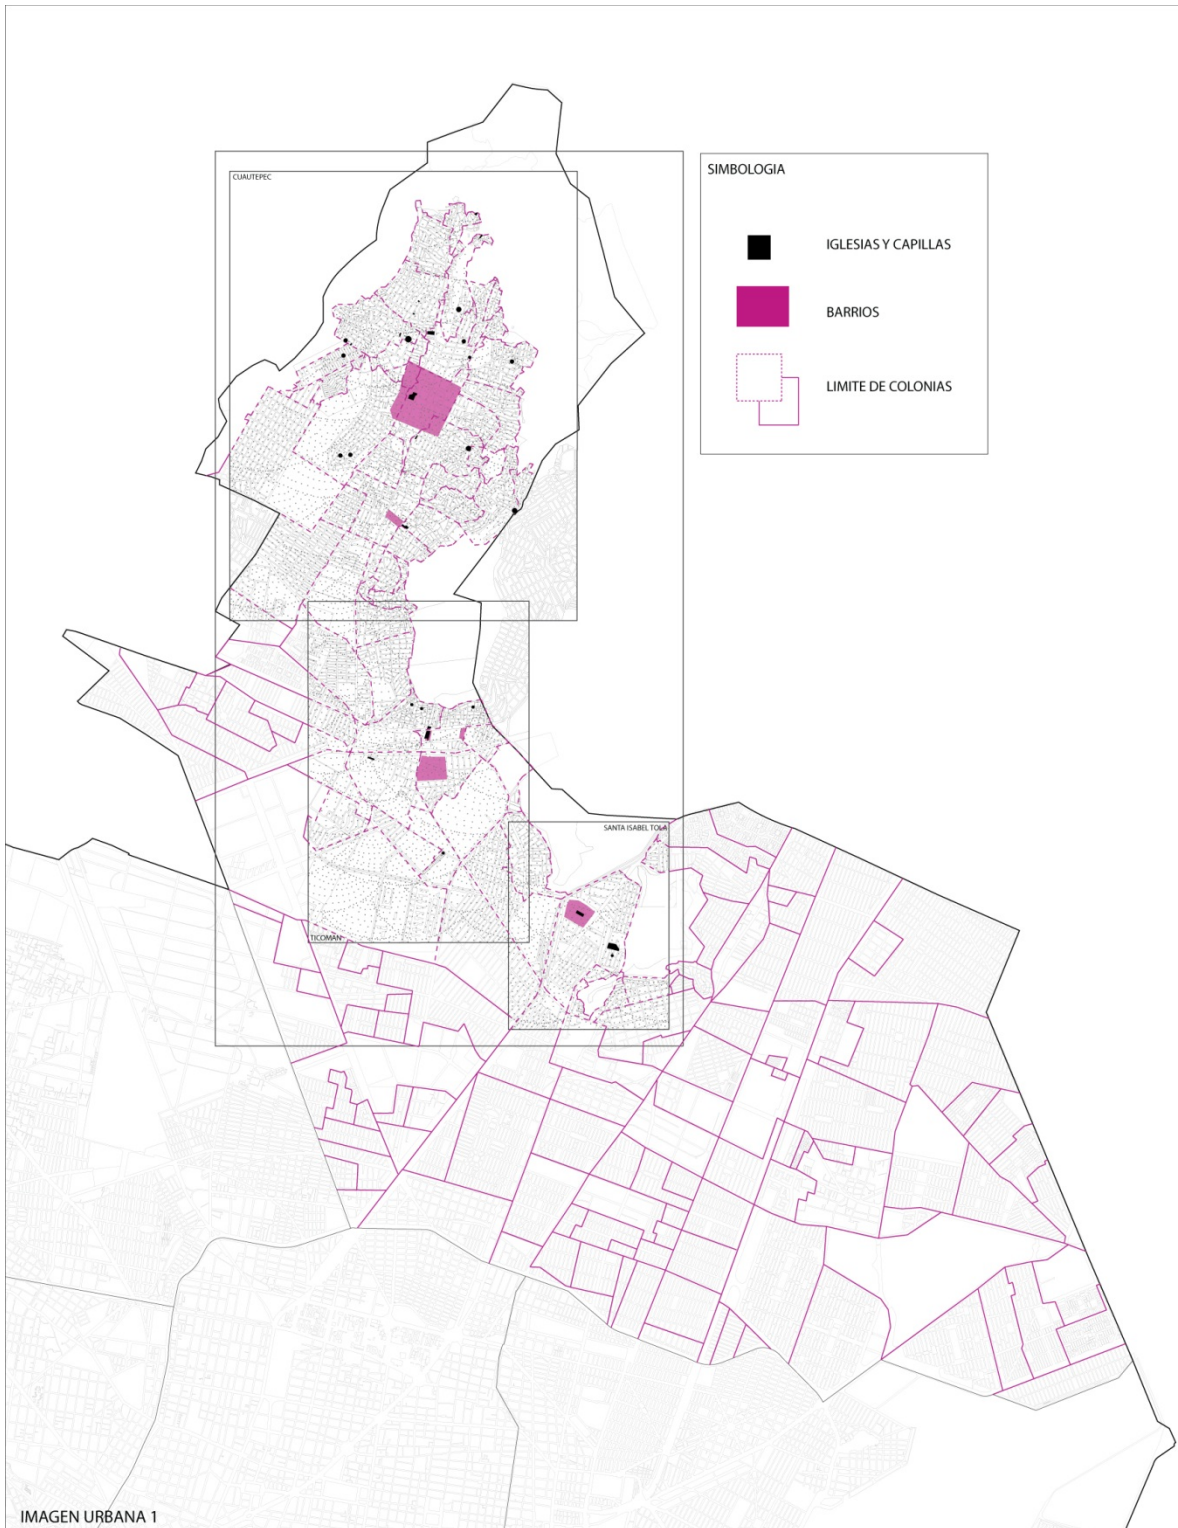 CUAUTEPEC
SIMBOLOGIA
IGLESIAS Y CAPILLAS
BARRIOS
LIMITE DE COLONIAS
SANTA ISABEL TOLA
TICOMAN
IMAGEN URBANA 1